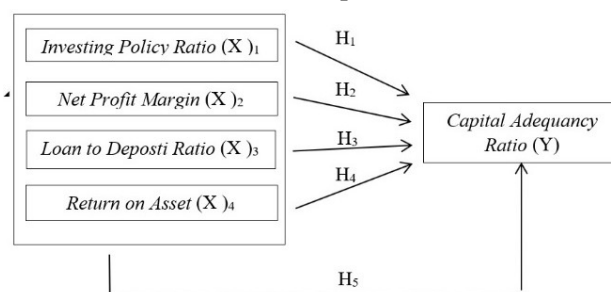 Investing Policy Ratio (X )₁
H₁
Net Profit Margin (X )₂
H₂
Capital Adequancy
Ratio (Y)
Loan to Deposti Ratio (X )₃
H₃
H₄
Return on Asset (X )₄
H₅